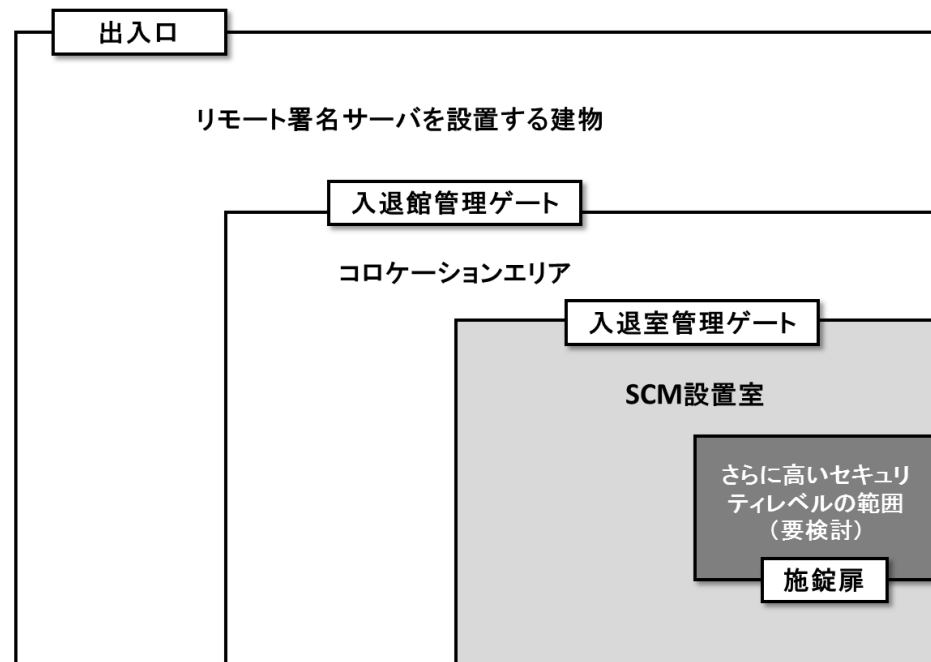 出入口
リモート署名サーバを設置する建物
入退館管理ゲート
コロケーションエリア
入退室管理ゲート
SCM設置室
さらに高いセキュリ
ティレベルの範囲
（要検討）
施錠扉